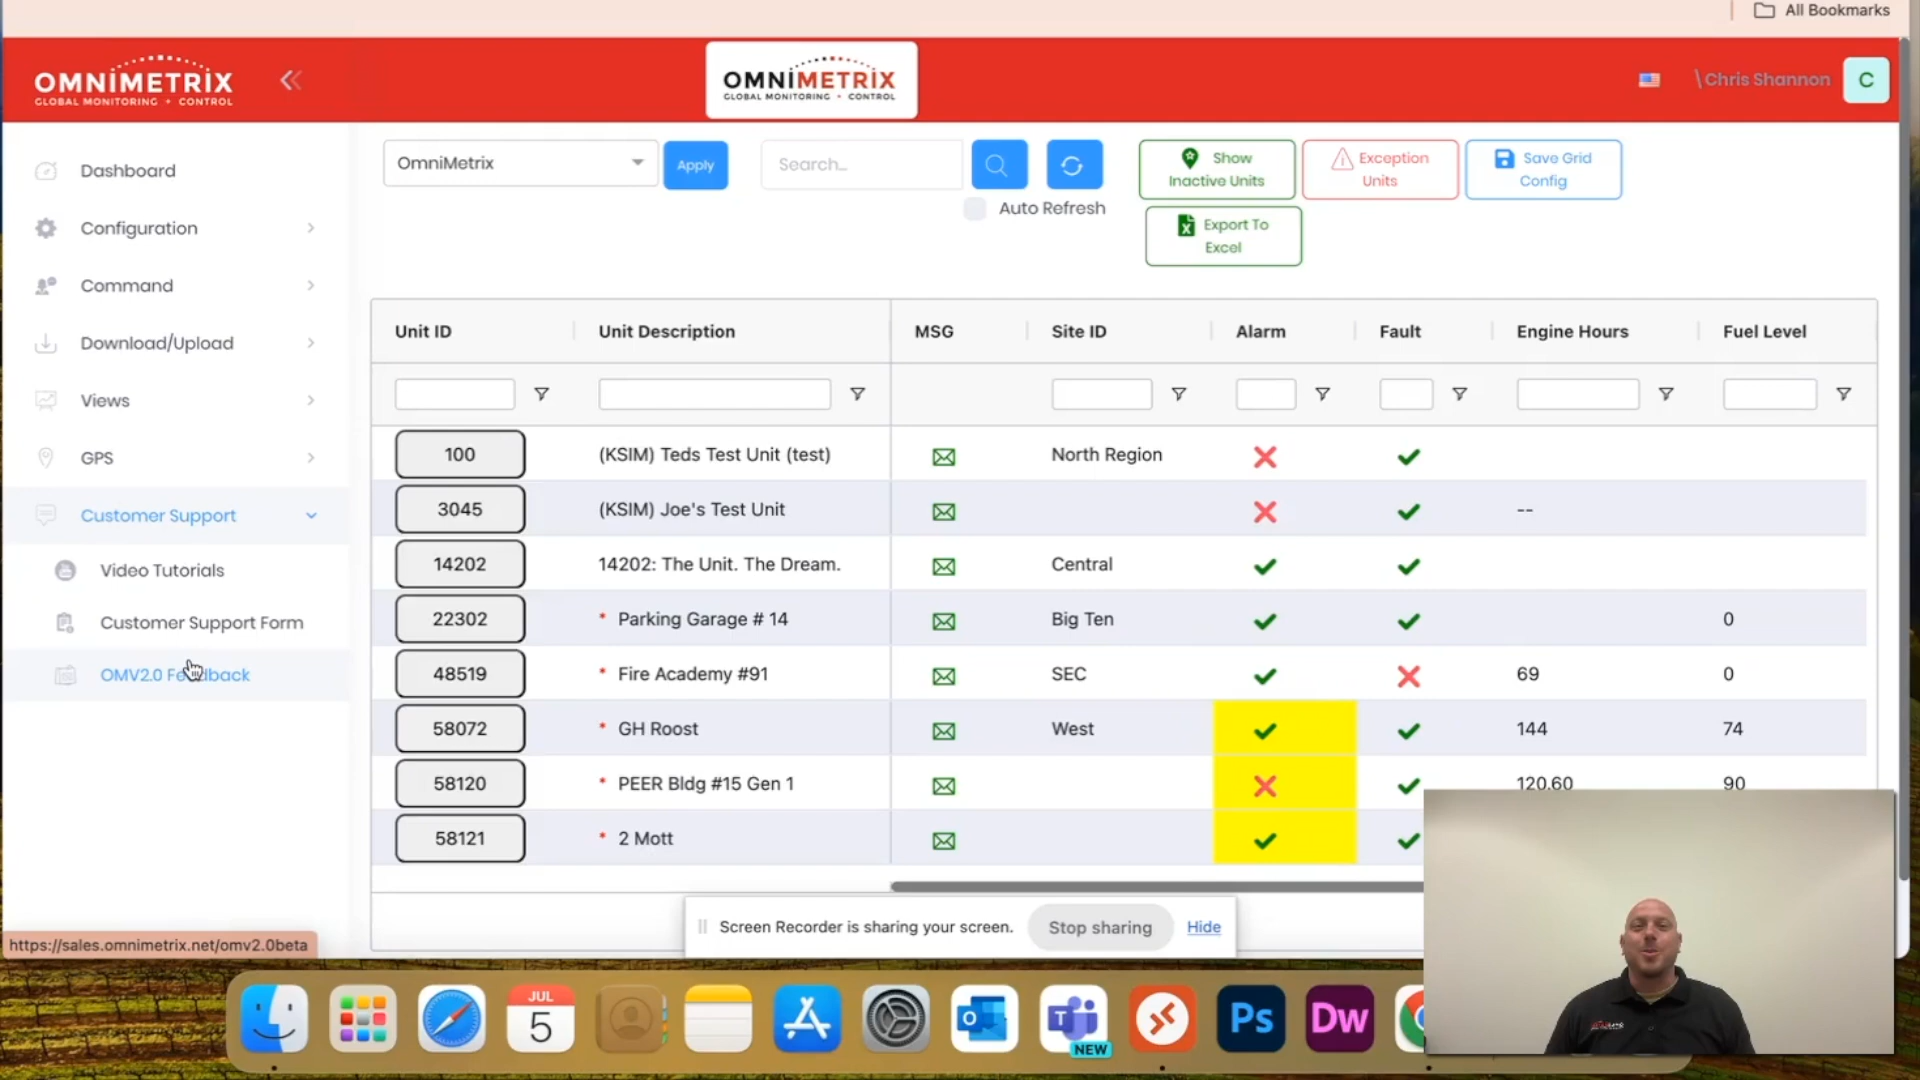 All Bookmarks
OMNIMETRIX
GLOBAL MONITORING • CONTROL
OMNIMETRIX
GLOBAL MONITORING • CONTROL
\Chris Shannon
C
Dashboard
Configuration
Command
Download/Upload
Views
GPS
Customer Support
Video Tutorials
Customer Support Form
OMV2.0 Feedback
OmniMetrix
Apply
Search...
Auto Refresh
Show
Inactive Units
Exception
Units
Save Grid
Config
Export To
Excel
Unit ID Unit Description MSG Site ID Alarm Fault Engine Hours Fuel Level
100 (KSIM) Teds Test Unit (test) North Region
3045 (KSIM) Joe's Test Unit --
14202 14202: The Unit. The Dream. Central
22302 * Parking Garage # 14 Big Ten 0
48519 * Fire Academy #91 SEC 69 0
58072 * GH Roost West 144 74
58120 * PEER Bldg #15 Gen 1 120.60 90
58121 * 2 Mott
Screen Recorder is sharing your screen. Stop sharing Hide
https://sales.omnimetrix.net/omv2.0beta
JUL
5
T
NEW
Ps
Dw